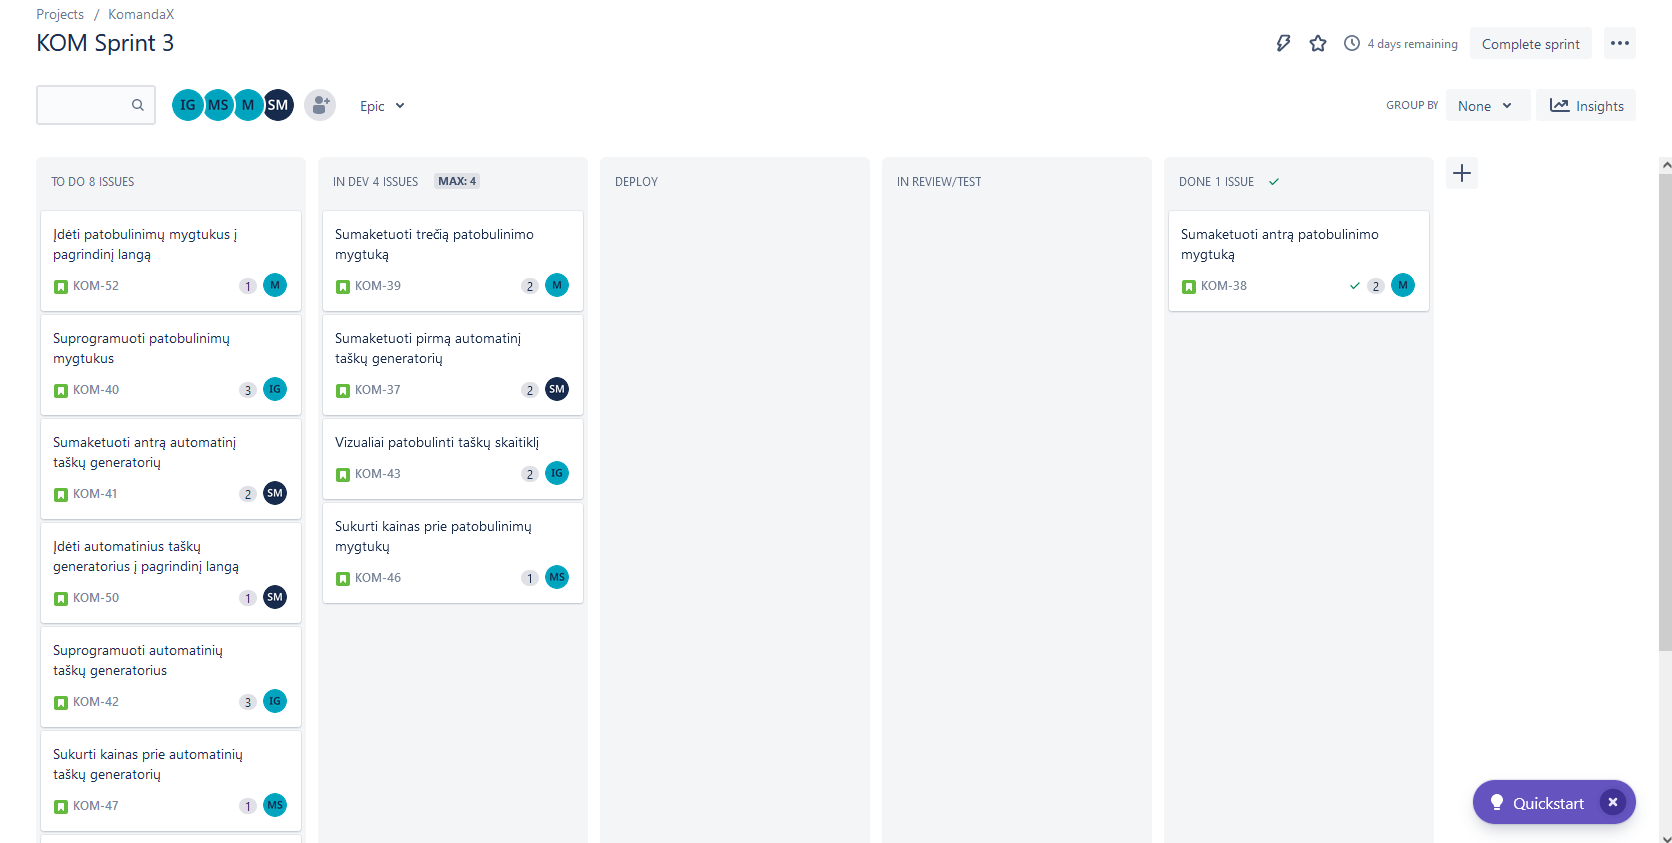 Projects / KomandaX
KOM Sprint 3
4 days remaining
Complete sprint
IG MS M SM
Epic
GROUP BY
None
Insights
TO DO 8 ISSUES
Įdėti patobulinimų mygtukus į
pagrindinį langą
KOM-52
1 M
Suprogramuoti patobulinimų
mygtukus
KOM-40
3 IG
Sumaketuoti antrą automatinį
taškų generatorių
KOM-41
2 SM
Įdėti automatinius taškų
generatorius į pagrindinį langą
KOM-50
1 SM
Suprogramuoti automatinių
taškų generatorius
KOM-42
3 IG
Sukurti kainas prie automatinių
taškų generatorių
KOM-47
1 MS
IN DEV 4 ISSUES MAX: 4
Sumaketuoti trečią patobulinimo
mygtuką
KOM-39
2 M
Sumaketuoti pirmą automatinį
taškų generatorių
KOM-37
2 SM
Vizualiai patobulinti taškų skaitiklį
KOM-43
2 IG
Sukurti kainas prie patobulinimų
mygtukų
KOM-46
1 MS
DEPLOY
IN REVIEW/TEST
DONE 1 ISSUE
Sumaketuoti antrą patobulinimo
mygtuką
KOM-38
2 M
Quickstart